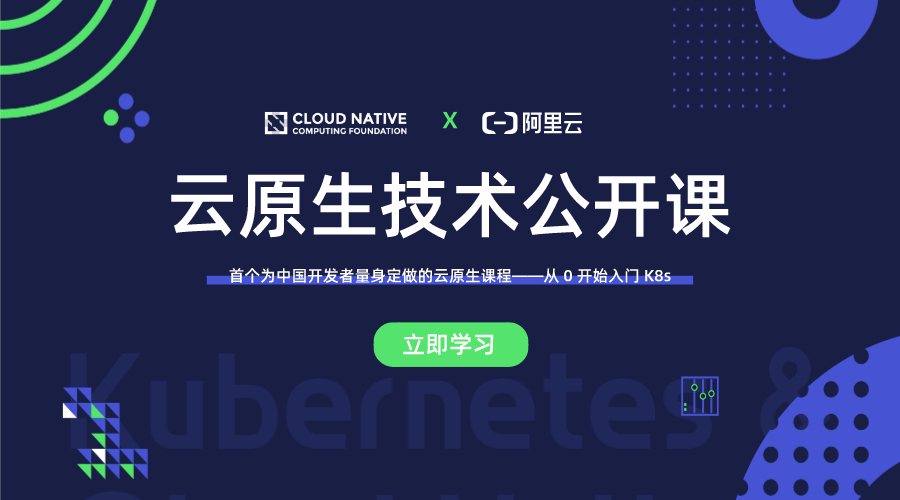 CLOUD NATIVE
COMPUTING FOUNDATION
X
阿里云
云原生技术公开课
首个为中国开发者量身定做的云原生课程——从 0 开始入门 K8s
立即学习
Kubernetes &